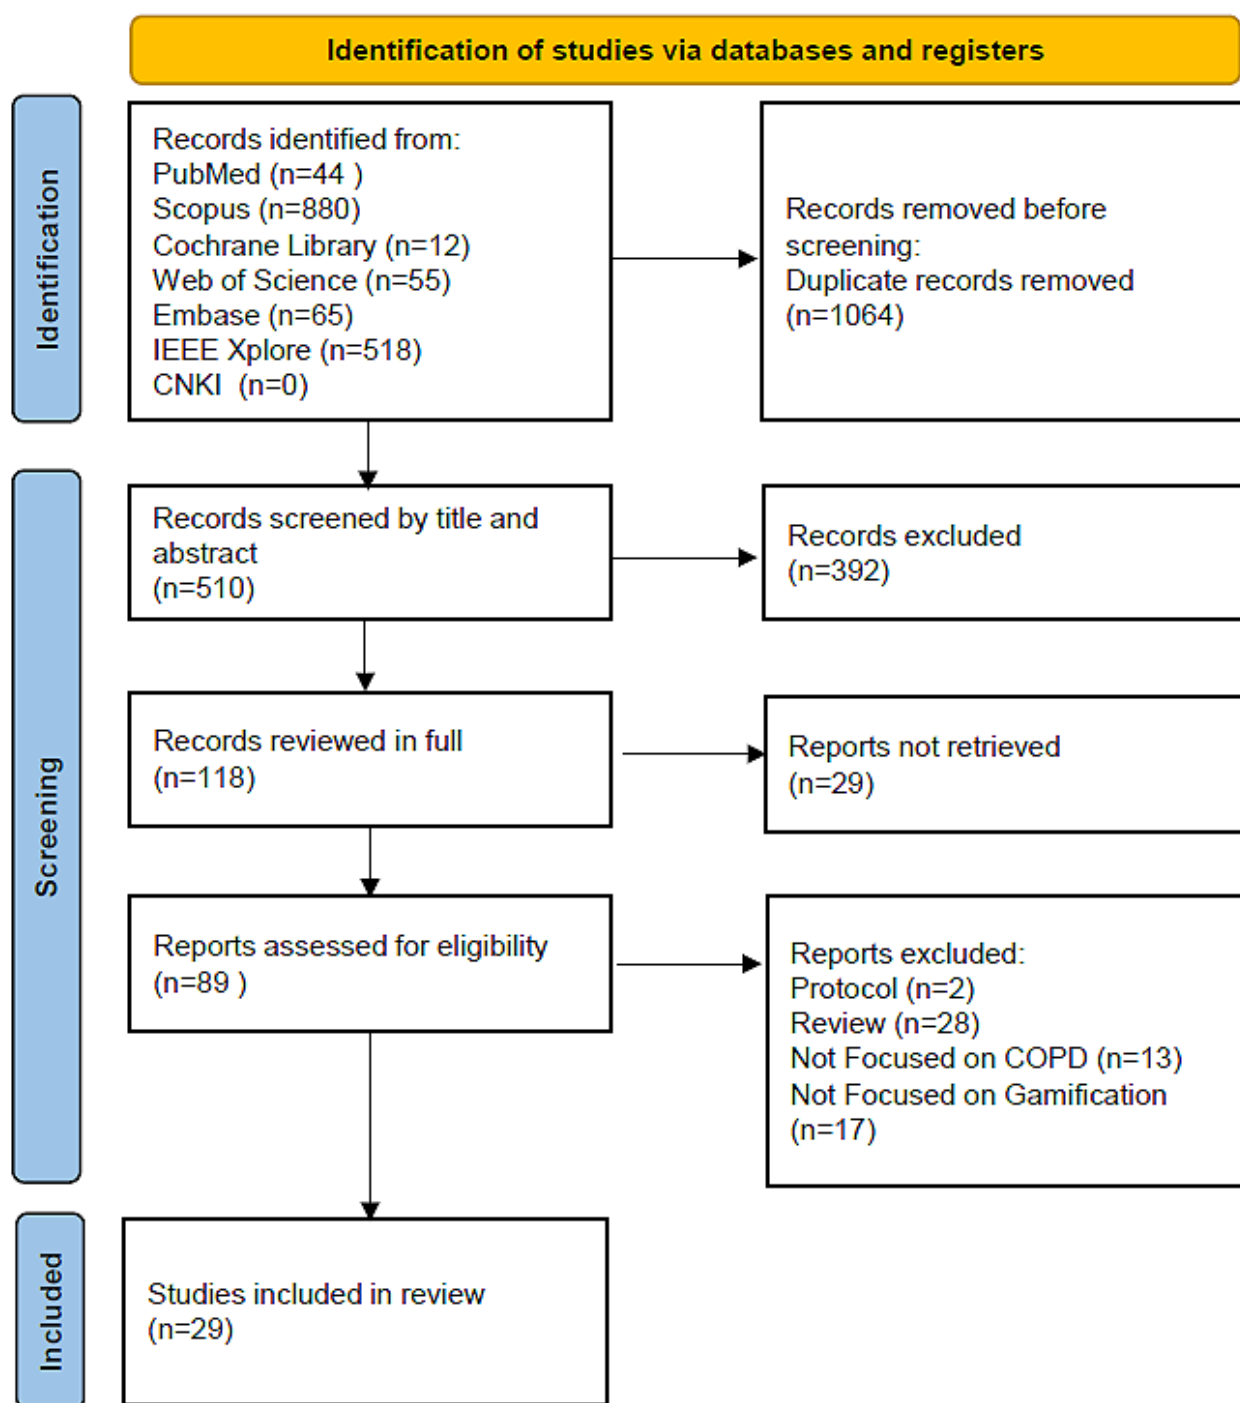 Identification of studies via databases and registers
Identification
Records identified from:
PubMed (n=44 )
Scopus (n=880)
Cochrane Library (n=12)
Web of Science (n=55)
Embase (n=65)
IEEE Xplore (n=518)
CNKI  (n=0)
Records removed before
screening:
Duplicate records removed
(n=1064)
Screening
Records screened by title and
abstract
(n=510)
Records excluded
(n=392)
Records reviewed in full
(n=118)
Reports not retrieved
(n=29)
Reports assessed for eligibility
(n=89 )
Reports excluded:
Protocol (n=2)
Review (n=28)
Not Focused on COPD (n=13)
Not Focused on Gamification
(n=17)
Included
Studies included in review
(n=29)